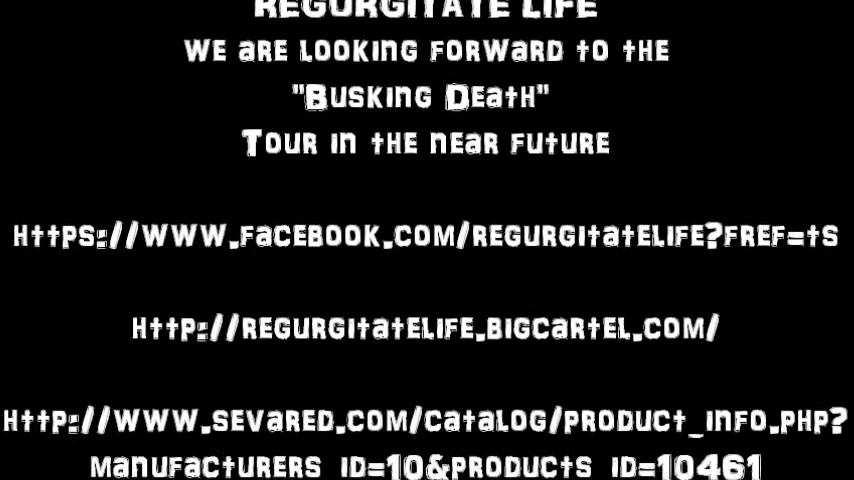 REGURGITATE LIFE
WE ARE LOOKING FORWARD TO THE
"BUSKING DEATH"
TOUR IN THE NEAR FUTURE
HTTPS://WWW.FACEBOOK.COM/REGURGITATELIFE?FREF=TS
HTTP://REGURGITATELIFE.BIGCARTEL.COM/
HTTP://WWW.SEVARED.COM/CATALOG/PRODUCT_INFO.PHP?
MANUFACTURERS_ID=10&PRODUCTS_ID=10461